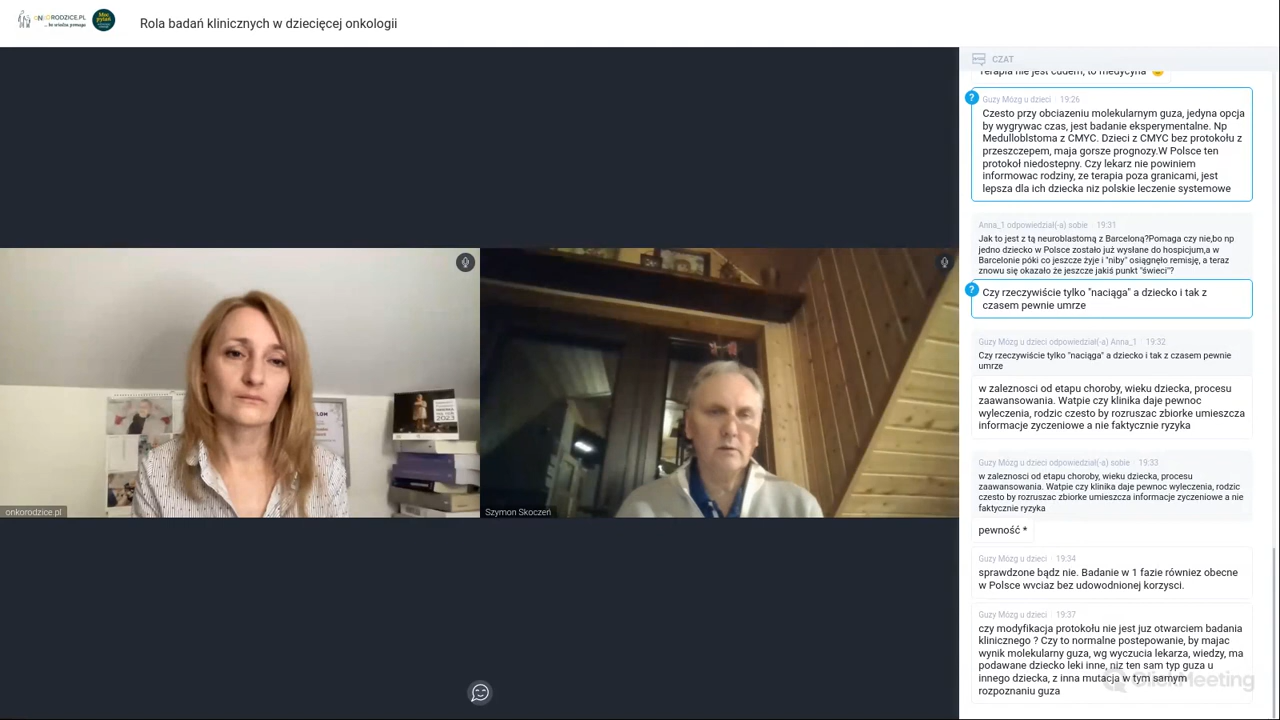 ONKORODZICE.PL
... bo wiedza pomaga
Moc pytań
Rola badań klinicznych w dziecięcej onkologii
CZAT
Terapia nie jest cudem, to medycyna
?
Guzy Mózg u dzieci 19:26
Czesto przy obciazeniu molekularnym guza, jedyna opcja
by wygrywac czas, jest badanie eksperymentalne. Np
Medulloblstoma z CMYC. Dzieci z CMYC bez protokołu z
przeszczepem, maja gorsze prognozy.W Polsce ten
protokoł niedostepny. Czy lekarz nie powiniem
informowac rodziny, ze terapia poza granicami, jest
lepsza dla ich dziecka niz polskie leczenie systemowe
Anna_1 odpowiedział(-a) sobie 19:31
Jak to jest z tą neuroblastomą z Barceloną?Pomaga czy nie,bo np
jedno dziecko w Polsce zostało już wysłane do hospicjum,a w
Barcelonie póki co jeszcze żyje i "niby" osiągnęło remisję, a teraz
znowu się okazało że jeszcze jakiś punkt "świeci"?
?
Czy rzeczywiście tylko "naciąga" a dziecko i tak z
czasem pewnie umrze
Guzy Mózg u dzieci odpowiedział(-a) Anna_1 19:32
Czy rzeczywiście tylko "naciąga" a dziecko i tak z czasem pewnie
umrze
w zaleznosci od etapu choroby, wieku dziecka, procesu
zaawansowania. Watpie czy klinika daje pewnoc
wyleczenia, rodzic czesto by rozruszac zbiorke umieszcza
informacje zyczeniowe a nie faktycznie ryzyka
Guzy Mózg u dzieci odpowiedział(-a) sobie 19:33
w zaleznosci od etapu choroby, wieku dziecka, procesu
zaawansowania. Watpie czy klinika daje pewnoc wyleczenia, rodzic
czesto by rozruszac zbiorke umieszcza informacje zyczeniowe a nie
faktycznie ryzyka
pewność *
Guzy Mózg u dzieci 19:34
sprawdzone bądz nie. Badanie w 1 fazie równiez obecne
w Polsce wvciaz bez udowodnionej korzysci.
Guzy Mózg u dzieci 19:37
czy modyfikacja protokołu nie jest juz otwarciem badania
klinicznego ? Czy to normalne postepowanie, by majac
wynik molekularny guza, wg wyczucia lekarza, wiedzy, ma
podawane dziecko leki inne, niz ten sam typ guza u
innego dziecka, z inna mutacja w tym samym
rozpoznaniu guza
ClickMeeting
onkorodzice pl
Szymon Skoczeń
2023